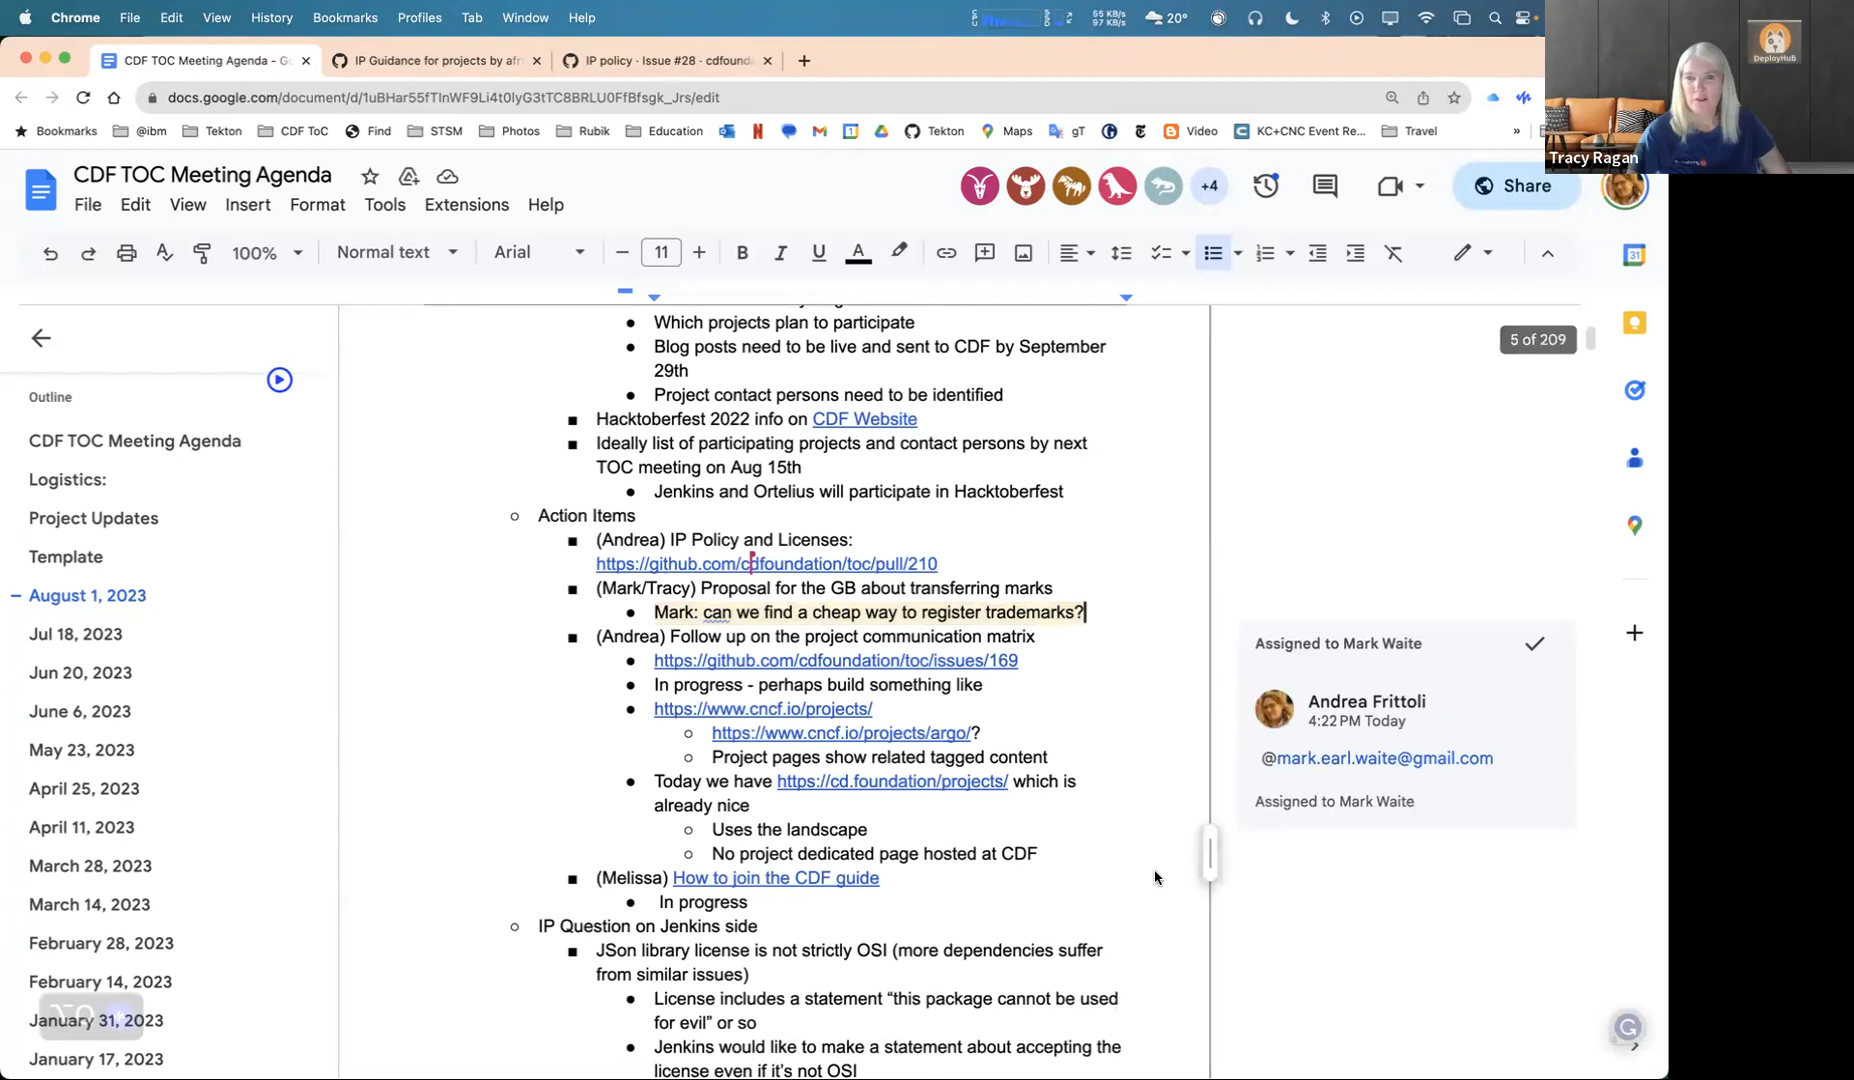 Chrome File Edit View History Bookmarks Profiles Tab Window Help 20°
CDF TOC Meeting Agenda - G IP Guidance for projects by afr IP policy · Issue #28 · cdfound
docs.google.com/document/d/1uBHar55fTlnWF9Li4t0lyG3tTC8BRLU0FfBfsgk_Jrs/edit
Bookmarks @ibm Tekton CDF ToC Find STSM Photos Rubik Education Tekton Maps gT Video KC+CNC Event Re... Travel »
DeployHub
Tracy Ragan
CDF TOC Meeting Agenda
+4
Share
File Edit View Insert Format Tools Extensions Help
100% Normal text Arial 11
5 of 209
Outline
CDF TOC Meeting Agenda
Logistics:
Project Updates
Template
August 1, 2023
Jul 18, 2023
Jun 20, 2023
June 6, 2023
May 23, 2023
April 25, 2023
April 11, 2023
March 28, 2023
March 14, 2023
February 28, 2023
February 14, 2023
January 31, 2023
January 17, 2023
● Which projects plan to participate
● Blog posts need to be live and sent to CDF by September
29th
● Project contact persons need to be identified
■ Hacktoberfest 2022 info on CDF Website
■ Ideally list of participating projects and contact persons by next
TOC meeting on Aug 15th
● Jenkins and Ortelius will participate in Hacktoberfest
○ Action Items
■ (Andrea) IP Policy and Licenses:
https://github.com/cdfoundation/toc/pull/210
■ (Mark/Tracy) Proposal for the GB about transferring marks
● Mark: can we find a cheap way to register trademarks?
■ (Andrea) Follow up on the project communication matrix
● https://github.com/cdfoundation/toc/issues/169
● In progress - perhaps build something like
● https://www.cncf.io/projects/
○ https://www.cncf.io/projects/argo/?
○ Project pages show related tagged content
● Today we have https://cd.foundation/projects/ which is
already nice
○ Uses the landscape
○ No project dedicated page hosted at CDF
■ (Melissa) How to join the CDF guide
● In progress
○ IP Question on Jenkins side
■ JSon library license is not strictly OSI (more dependencies suffer
from similar issues)
● License includes a statement “this package cannot be used
for evil” or so
● Jenkins would like to make a statement about accepting the
license even if it’s not OSI
Assigned to Mark Waite
Andrea Frittoli
4:22 PM Today
@mark.earl.waite@gmail.com
Assigned to Mark Waite